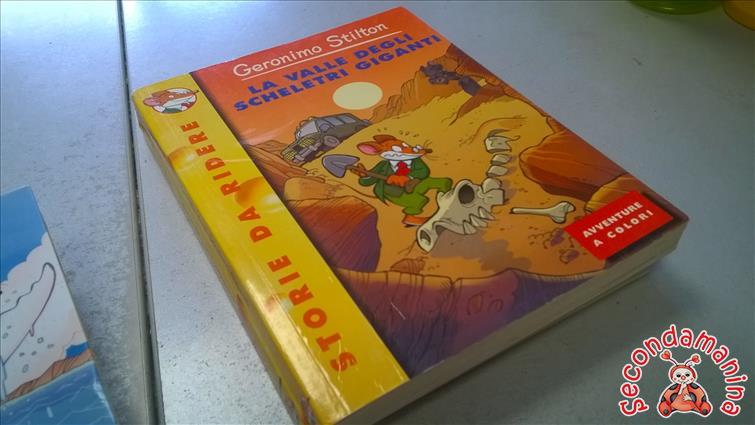 Geronimo Stilton
LA VALLE DEGLI
SCHELETRI GIGANTI
STORIE DA RIDERE
AVVENTURE
A COLORI
Secondamanina